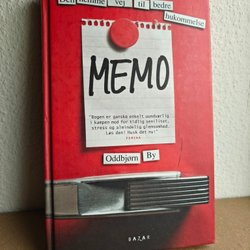 Den nemme vej til bedre
hukommelse
MEMO
"Bogen er ganske enkelt uundværlig
i kampen mod for tidlig senilitet,
stress og almindelig glemsomhed.
Læs den! Husk det nu!"
Oddbjørn By
BAZAR